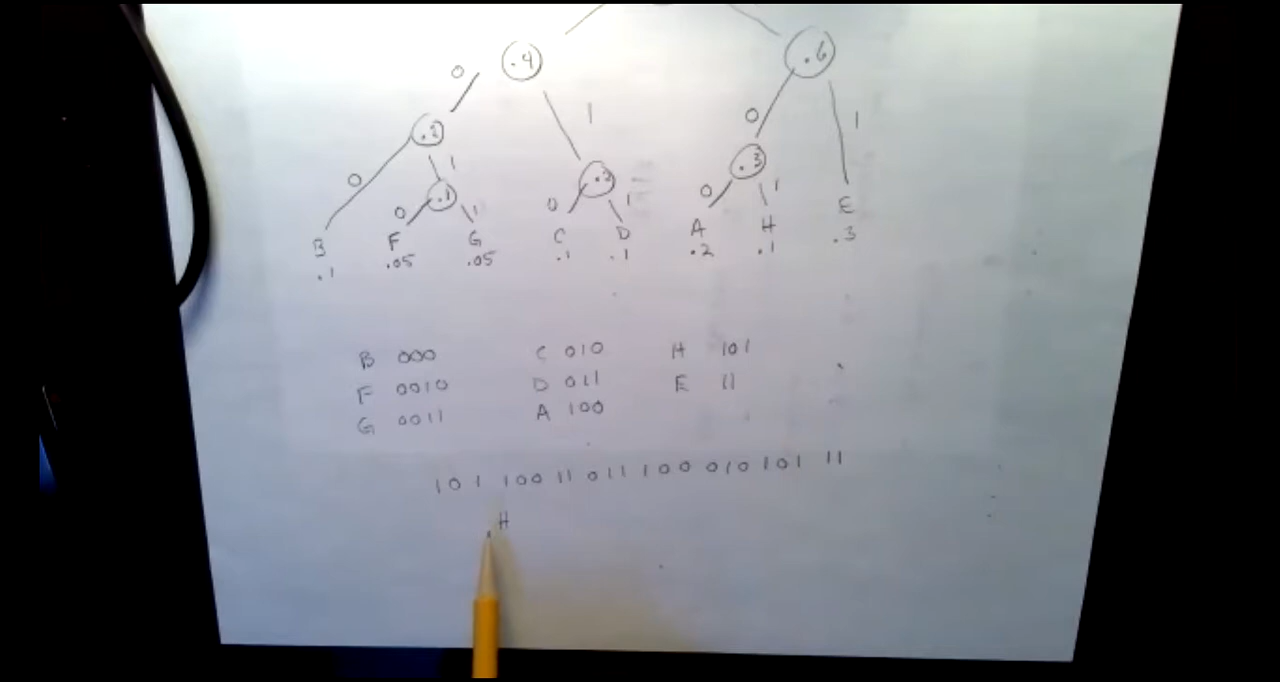 .4 .6
0
0 1
.2 1
1 .3
0 .2 0 1
.1 0 1 E
0 1 .3
B F G C D A H
.1 .05 .05 .1 .1 .2 .1
B 000 C 010 H 101
F 0010 D 011 E 11
G 0011 A 100
101 100 11 011 100 010 101 11
H